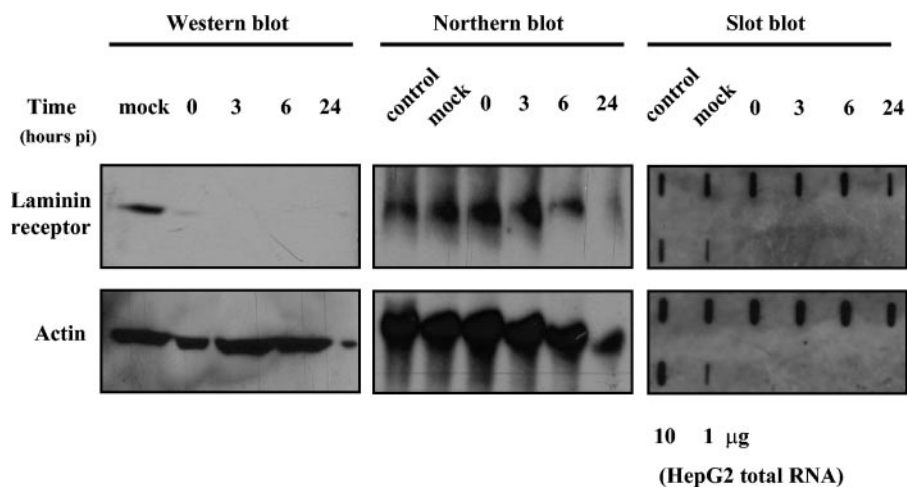 Western blot Northern blot Slot blot
Time mock 0 3 6 24 control mock 0 3 6 24 control mock 0 3 6 24
(hours pi)
Laminin
receptor
Actin
10 1 μg
(HepG2 total RNA)